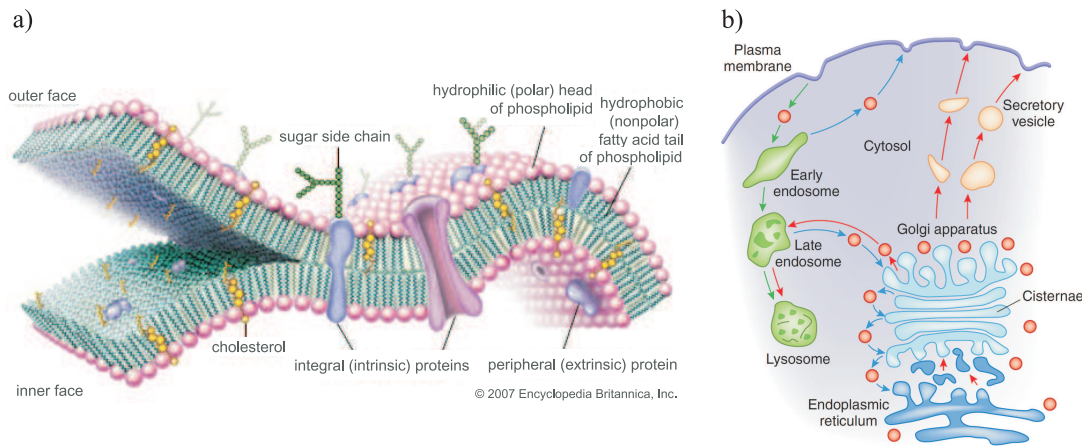 a)
outer face
sugar side chain
hydrophilic (polar) head
of phospholipid
hydrophobic
(nonpolar)
fatty acid tail
of phospholipid
cholesterol
integral (intrinsic) proteins
peripheral (extrinsic) protein
inner face
© 2007 Encyclopedia Britannica, Inc.
b)
Plasma
membrane
Secretory
vesicle
Cytosol
Early
endosome
Golgi apparatus
Late
endosome
Cisternae
Lysosome
Endoplasmic
reticulum